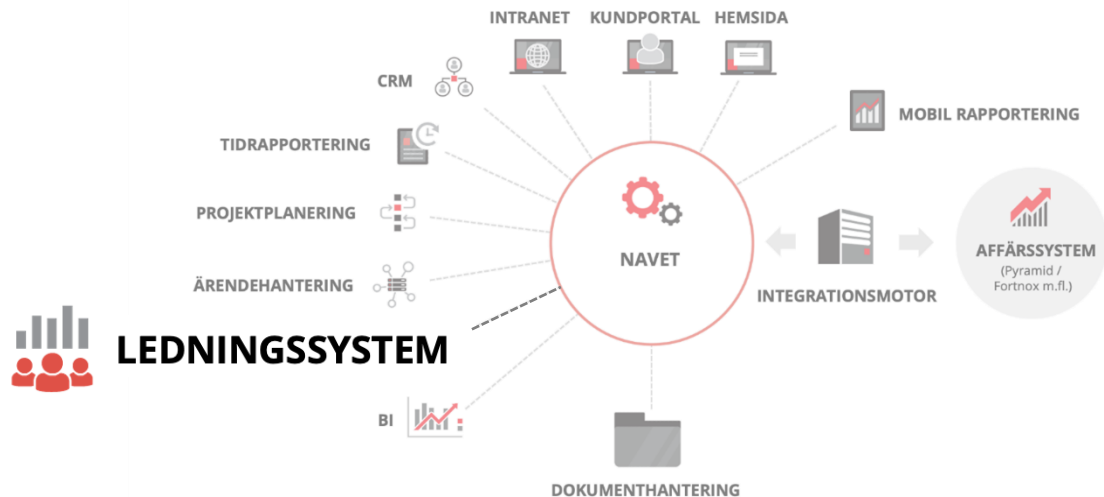 INTRANET
KUNDPORTAL
HEMSIDA
CRM
MOBIL RAPPORTERING
TIDRAPPORTERING
PROJEKTPLANERING
NAVET
AFFÄRSSYSTEM
(Pyramid /
Fortnox m.fl.)
ÄRENDEHANTERING
INTEGRATIONSMOTOR
LEDNINGSSYSTEM
BI
DOKUMENTHANTERING